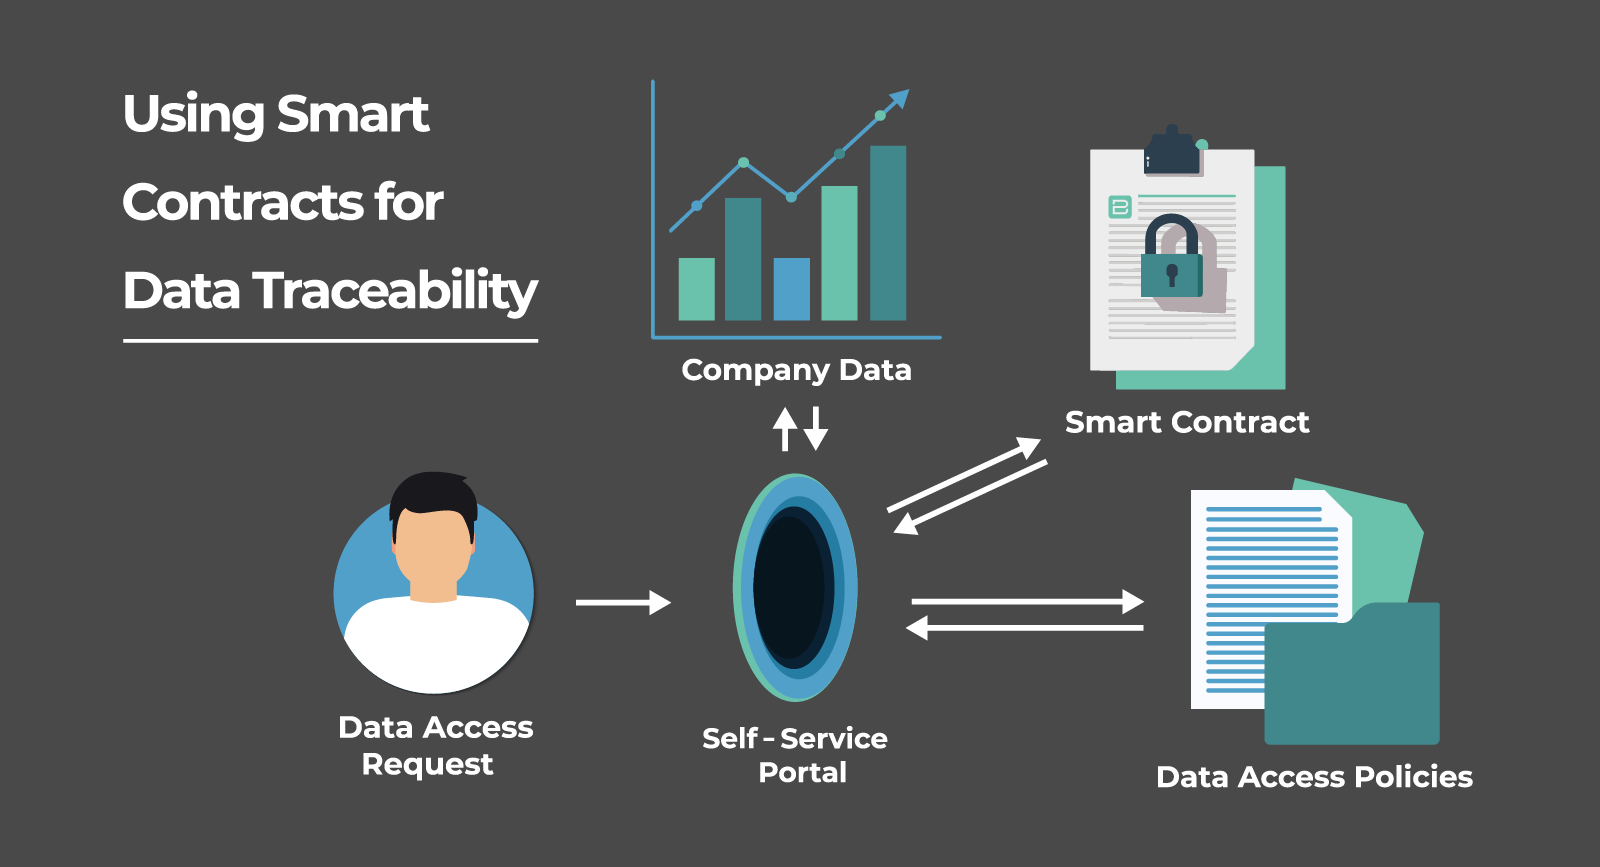 Using Smart
Contracts for
Data Traceability
Company Data
Smart Contract
Data Access
Request
Self-Service
Portal
Data Access Policies